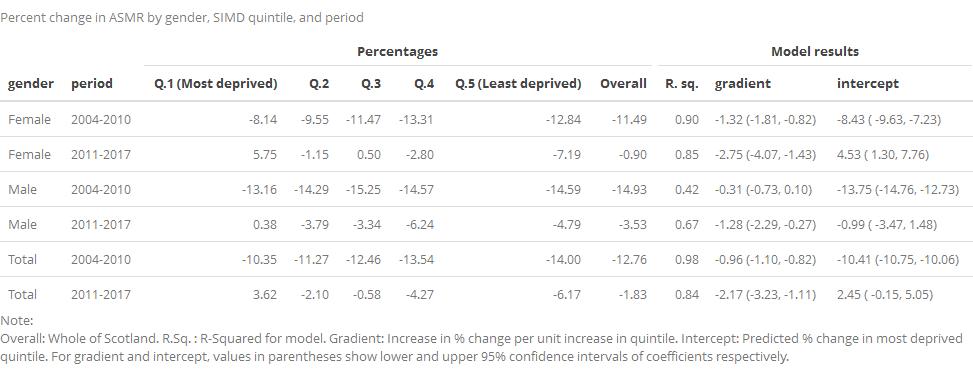 Percent change in ASMR by gender, SIMD quintile, and period
Percentages Model results
gender period Q.1 (Most deprived) Q.2 Q.3 Q.4 Q.5 (Least deprived) Overall R. sq. gradient intercept
Female 2004-2010 -8.14 -9.55 -11.47 -13.31 -12.84 -11.49 0.90 -1.32 (-1.81, -0.82) -8.43 ( -9.63, -7.23)
Female 2011-2017 5.75 -1.15 0.50 -2.80 -7.19 -0.90 0.85 -2.75 (-4.07, -1.43) 4.53 ( 1.30, 7.76)
Male 2004-2010 -13.16 -14.29 -15.25 -14.57 -14.59 -14.93 0.42 -0.31 (-0.73, 0.10) -13.75 (-14.76, -12.73)
Male 2011-2017 0.38 -3.79 -3.34 -6.24 -4.79 -3.53 0.67 -1.28 (-2.29, -0.27) -0.99 ( -3.47, 1.48)
Total 2004-2010 -10.35 -11.27 -12.46 -13.54 -14.00 -12.76 0.98 -0.96 (-1.10, -0.82) -10.41 (-10.75, -10.06)
Total 2011-2017 3.62 -2.10 -0.58 -4.27 -6.17 -1.83 0.84 -2.17 (-3.23, -1.11) 2.45 ( -0.15, 5.05)
Note:
Overall: Whole of Scotland. R.Sq. : R-Squared for model. Gradient: Increase in % change per unit increase in quintile. Intercept: Predicted % change in most deprived
quintile. For gradient and intercept, values in parentheses show lower and upper 95% confidence intervals of coefficients respectively.